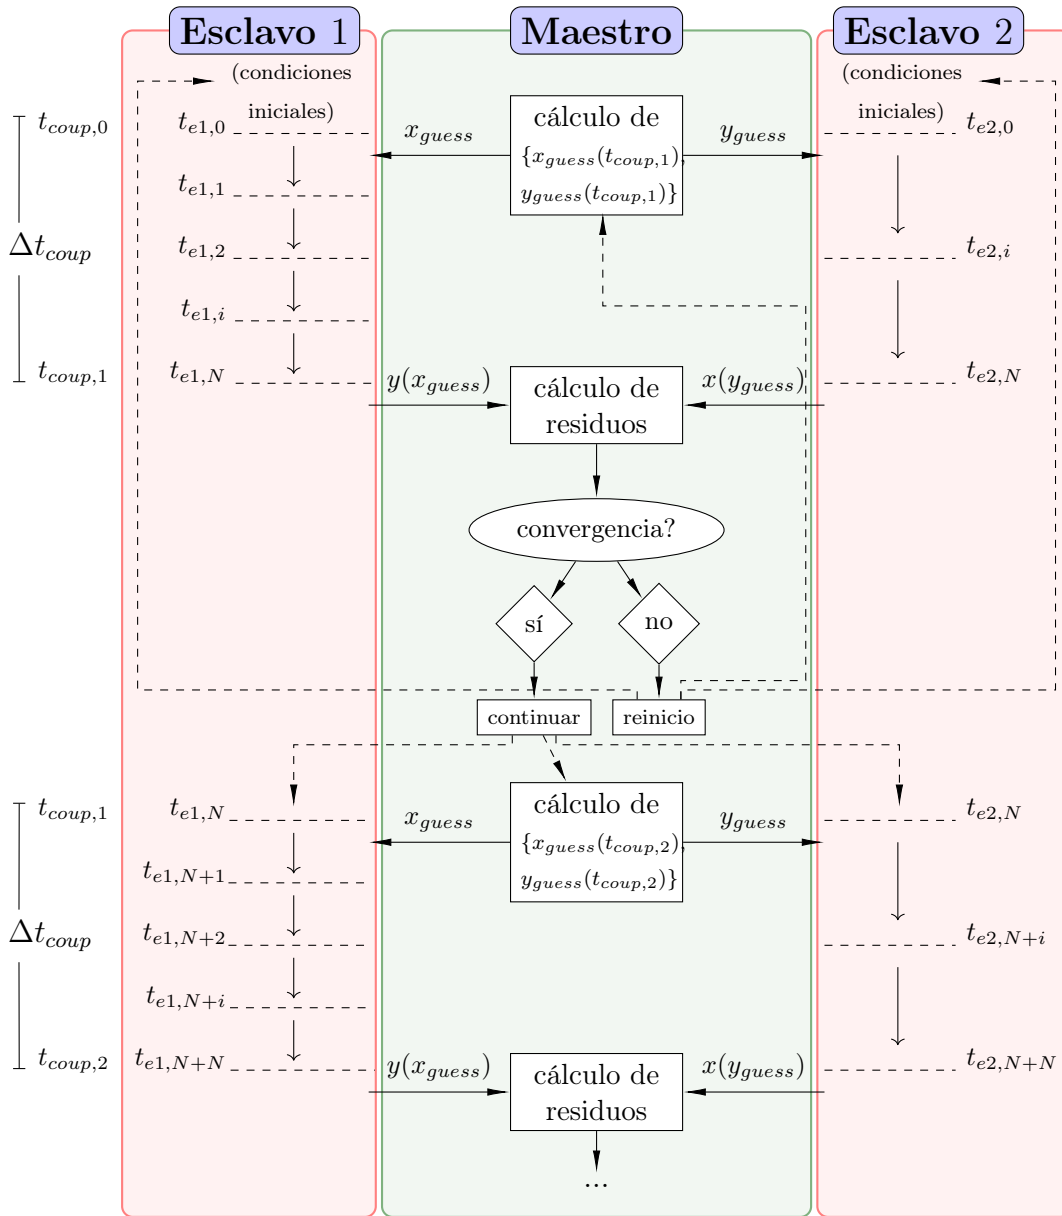 Esclavo 1
Maestro
Esclavo 2
(condiciones
iniciales)
(condiciones
iniciales)
t_{coup,0}
t_{e1,0}
x_{guess}
cálculo de
{x_{guess}(t_{coup,1}),
y_{guess}(t_{coup,1})}
y_{guess}
t_{e2,0}
t_{e1,1}
Δt_{coup}
t_{e1,2}
t_{e2,i}
t_{e1,i}
t_{coup,1}
t_{e1,N}
y(x_{guess})
cálculo de
residuos
x(y_{guess})
t_{e2,N}
convergencia?
sí
no
continuar
reinicio
t_{coup,1}
t_{e1,N}
x_{guess}
cálculo de
{x_{guess}(t_{coup,2}),
y_{guess}(t_{coup,2})}
y_{guess}
t_{e2,N}
t_{e1,N+1}
Δt_{coup}
t_{e1,N+2}
t_{e2,N+i}
t_{e1,N+i}
t_{coup,2}
t_{e1,N+N}
y(x_{guess})
cálculo de
residuos
x(y_{guess})
t_{e2,N+N}
...